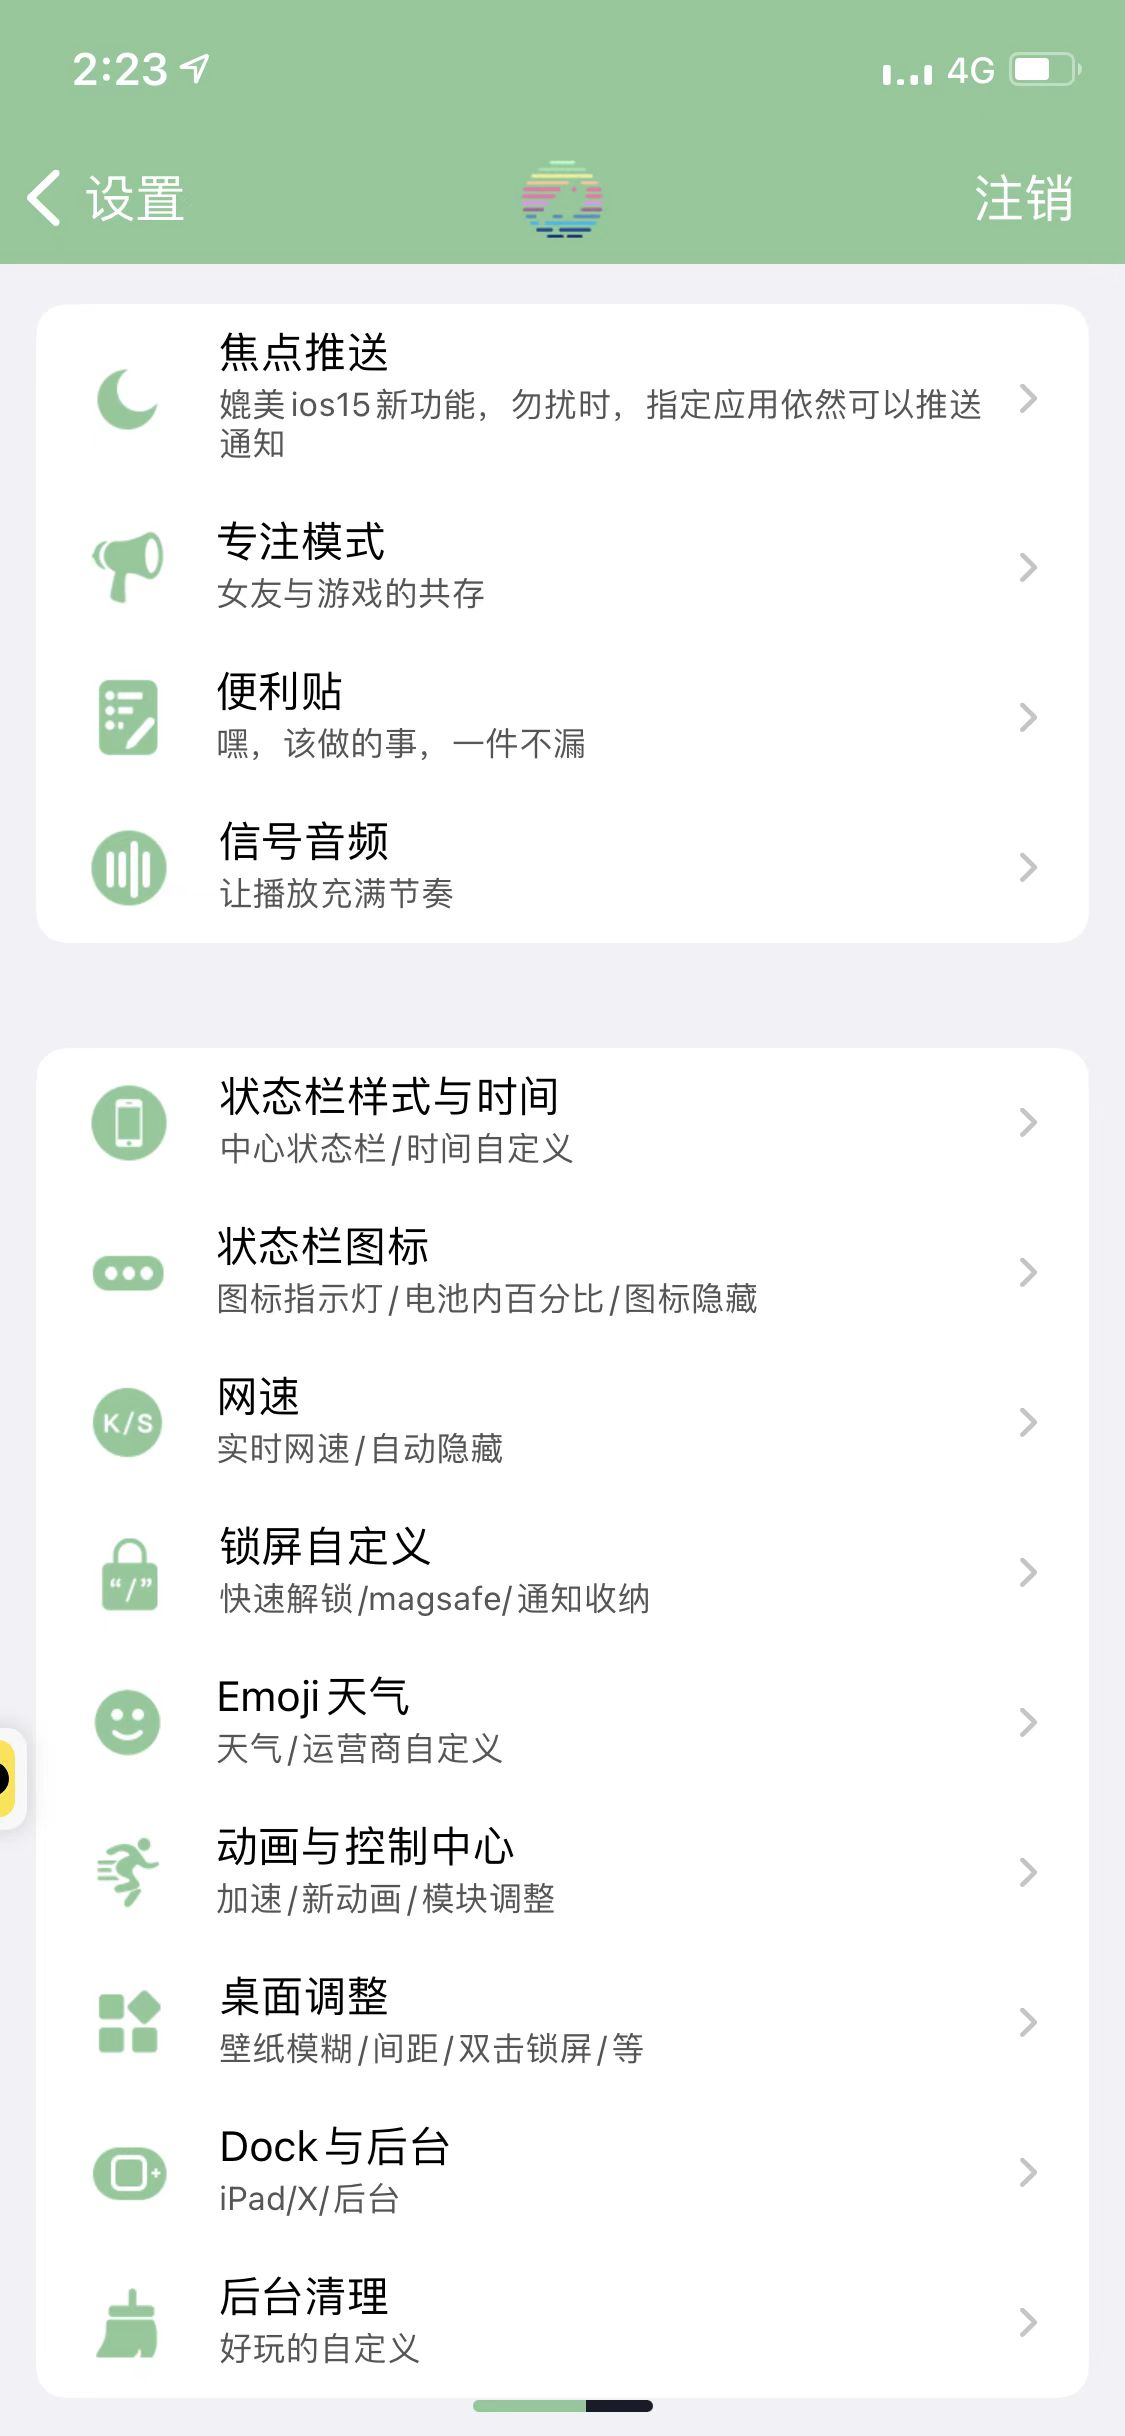 2:23
4G
设置
注销
焦点推送
媲美ios15新功能，勿扰时，指定应用依然可以推送
通知
专注模式
女友与游戏的共存
便利贴
嘿，该做的事，一件不漏
信号音频
让播放充满节奏
状态栏样式与时间
中心状态栏/时间自定义
状态栏图标
图标指示灯/电池内百分比/图标隐藏
K/S
网速
实时网速/自动隐藏
锁屏自定义
“/”
快速解锁/magsafe/通知收纳
Emoji天气
天气/运营商自定义
动画与控制中心
加速/新动画/模块调整
桌面调整
壁纸模糊/间距/双击锁屏/等
Dock与后台
iPad/X/后台
后台清理
好玩的自定义